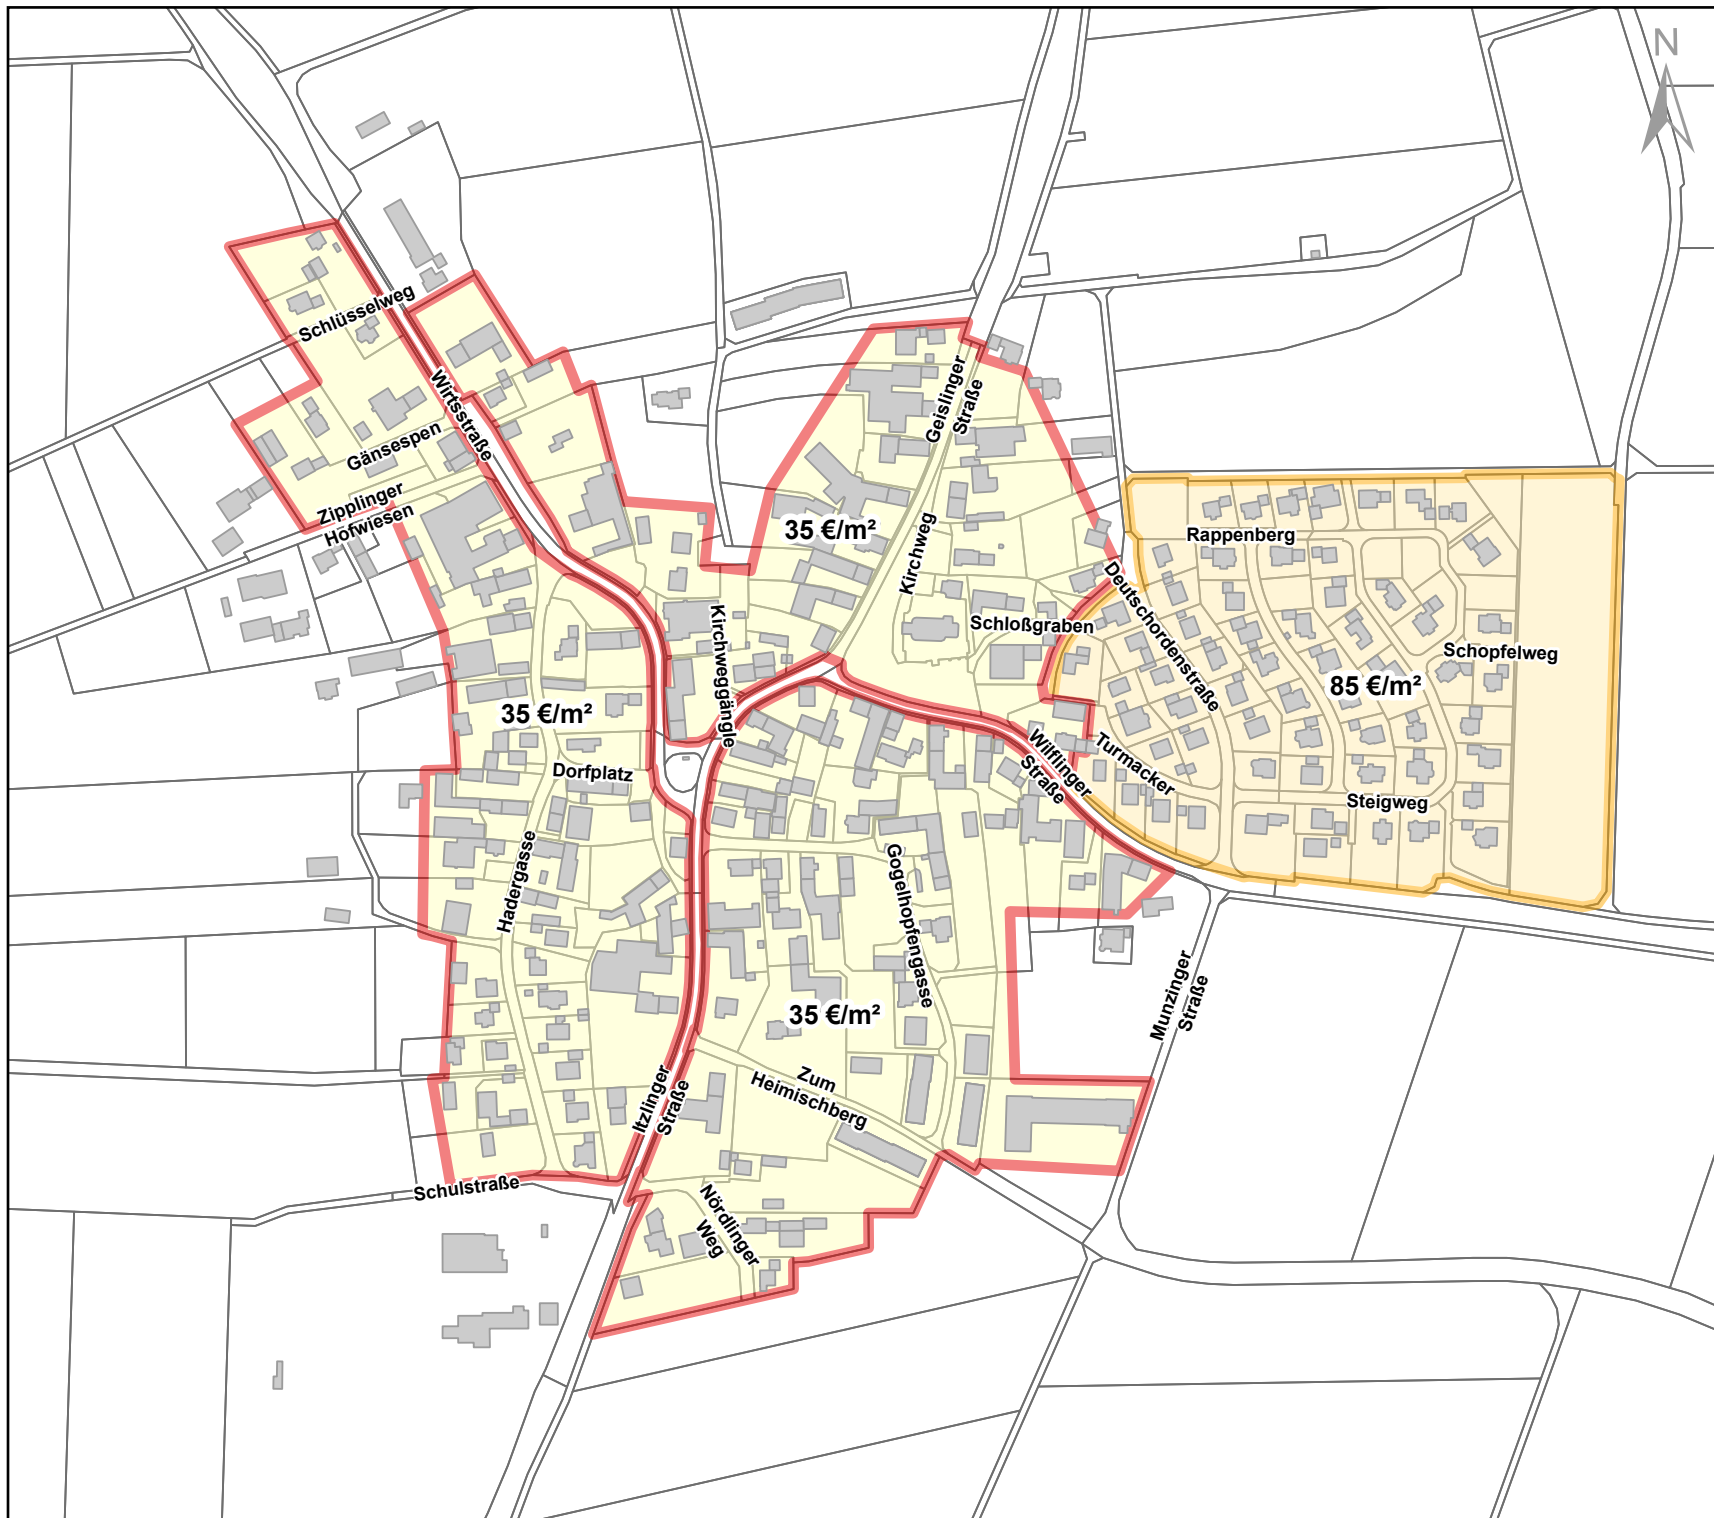 N
Schlüsselweg
Wirtsstraße
Geislinger
Straße
Gänsespen
Zipplinger
Hofwiesen
35 €/m²
Kirchweg
Rappenberg
Deutschordenstraße
Schloßgraben
Kirchweggängle
Schopfelweg
85 €/m²
35 €/m²
Wilflinger
Straße
Turmacker
Dorfplatz
Steigweg
Hadergasse
Gogelhopfengasse
Munzinger
Straße
35 €/m²
Zum
Heimischberg
Itzlinger
Straße
Schulstraße
Nördlinger
Weg